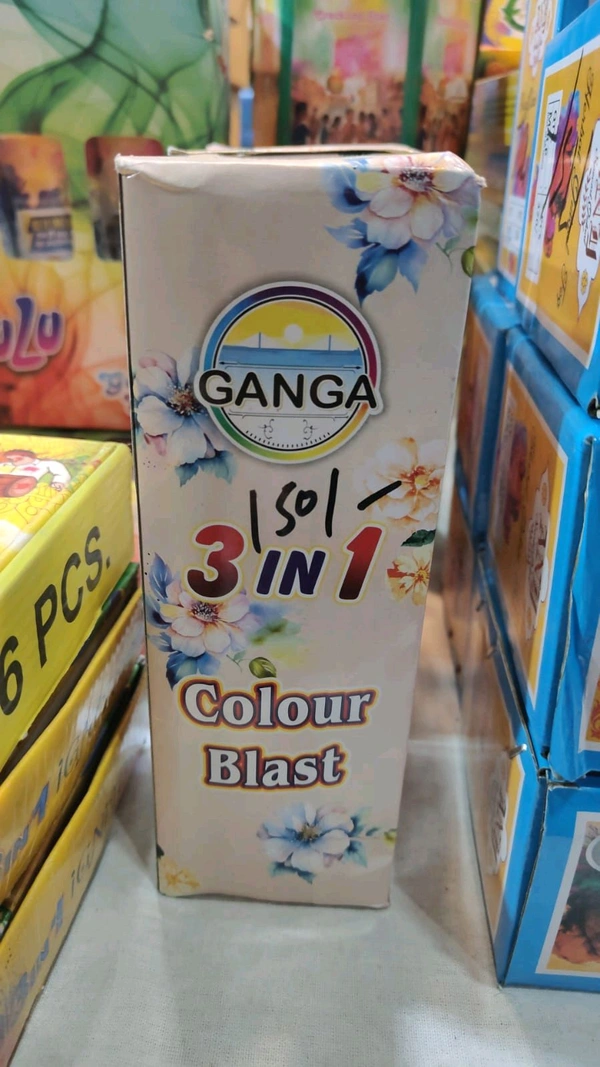 GANGA
150/-
3 IN 1
Colour
Blast
6 PCS.